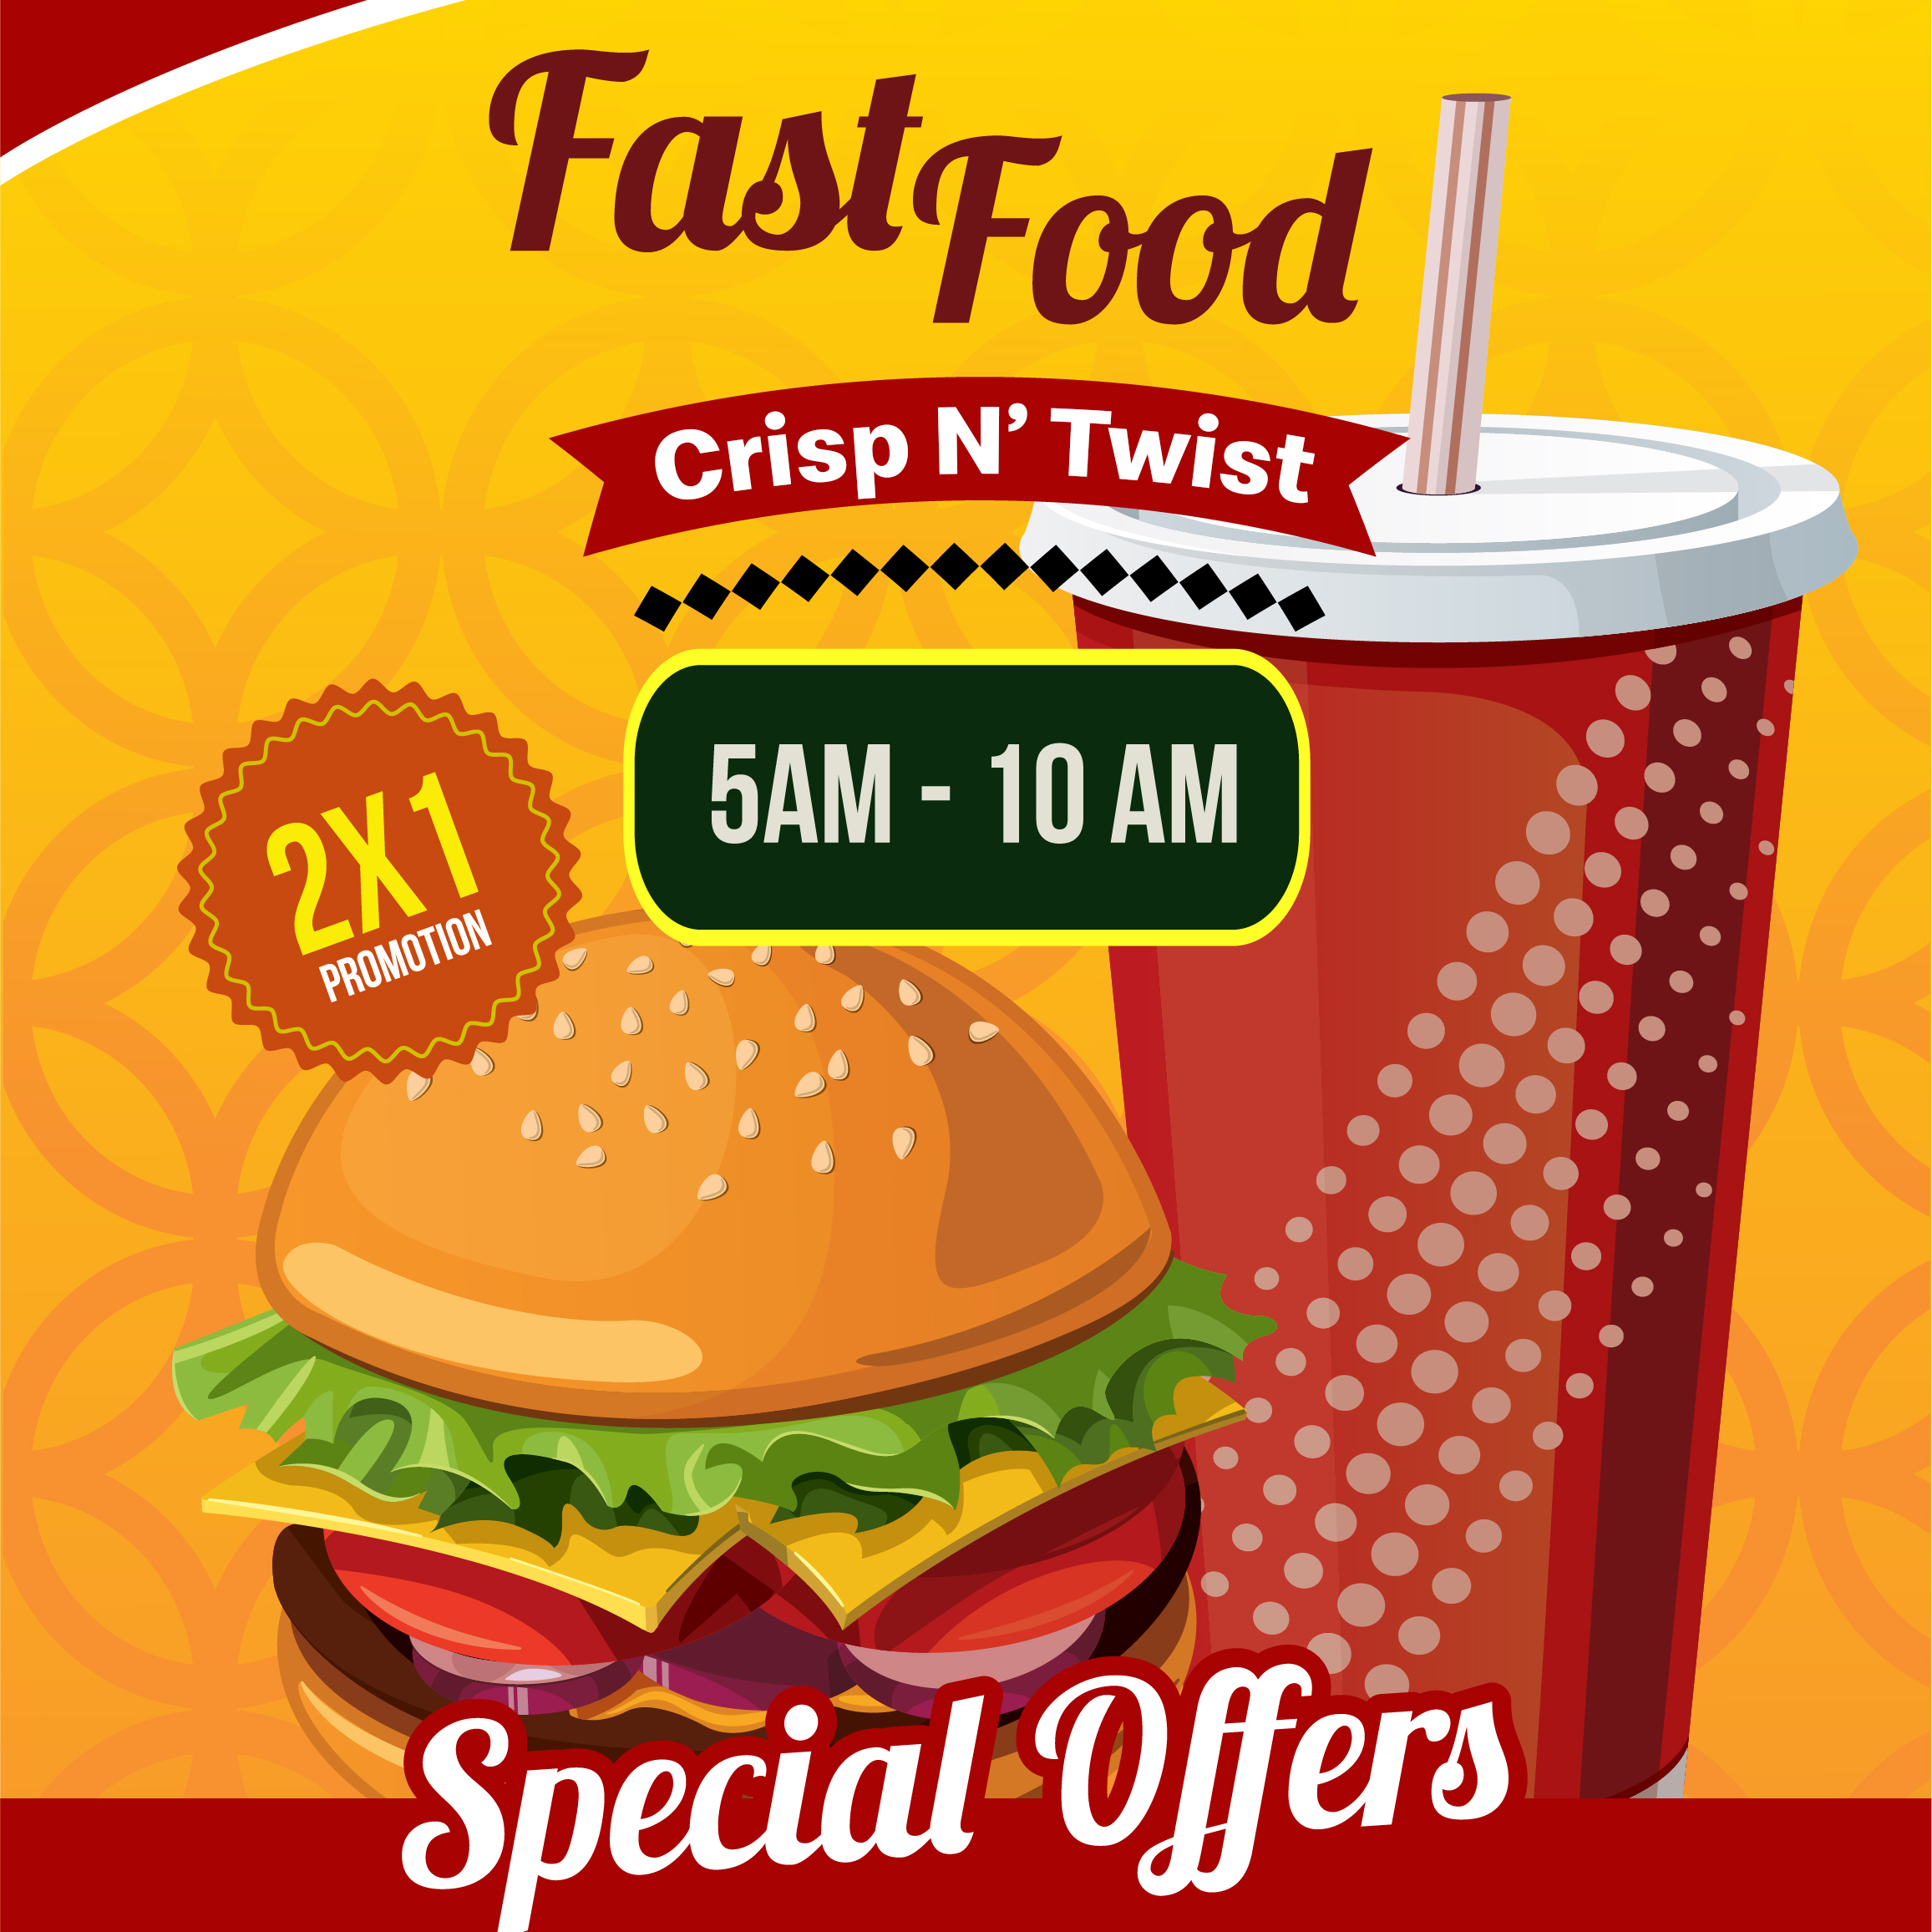 Fast
Food
Crisp N' Twist
5AM - 10 AM
2X1
PROMOTION
Special Offers